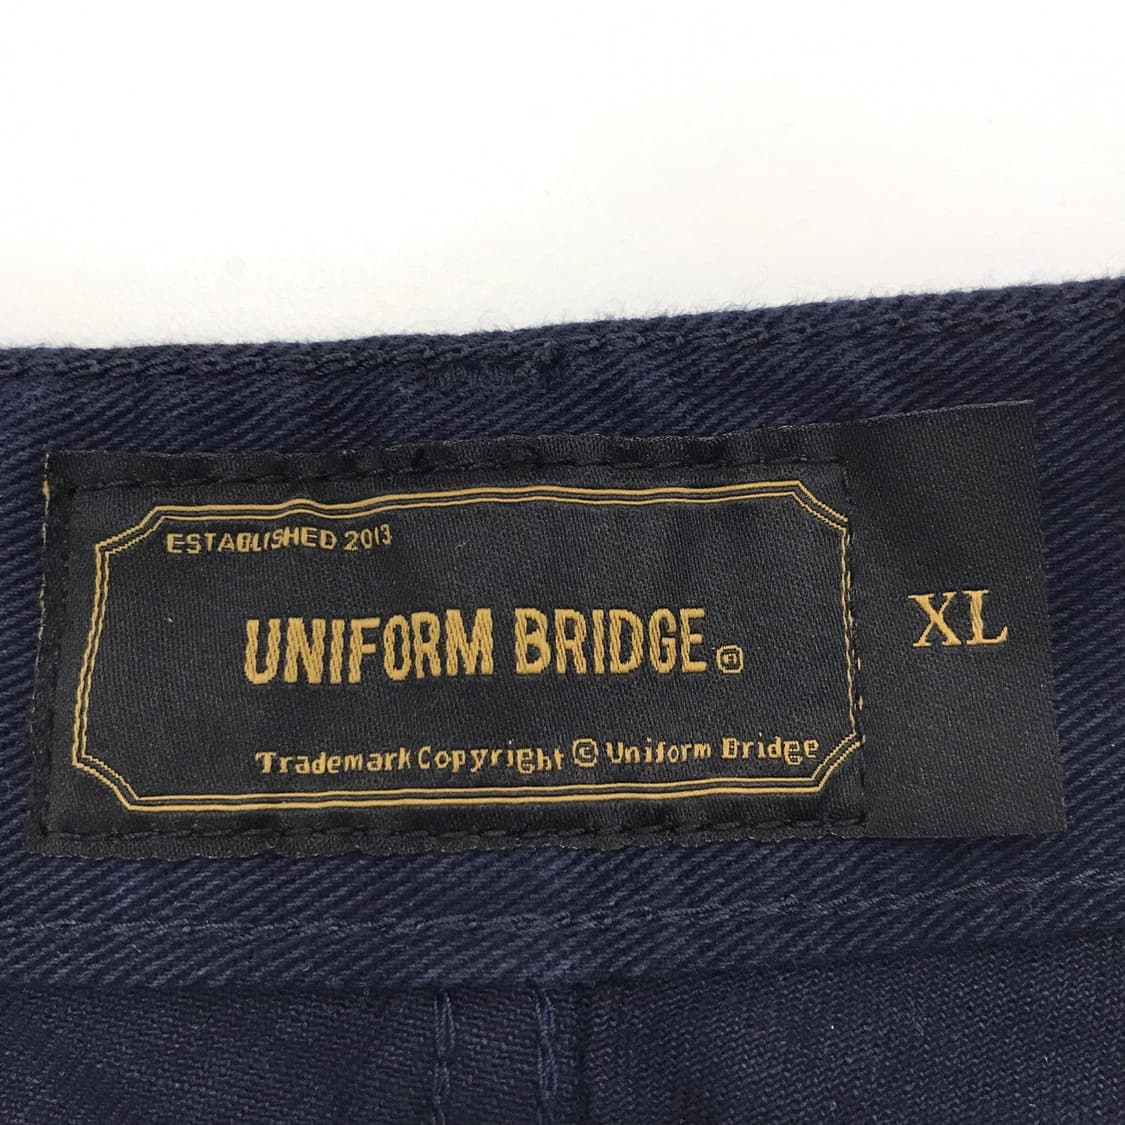 ESTABLISHED 2013
UNIFORM BRIDGE
XL
Trademark Copyright © Uniform Bridge